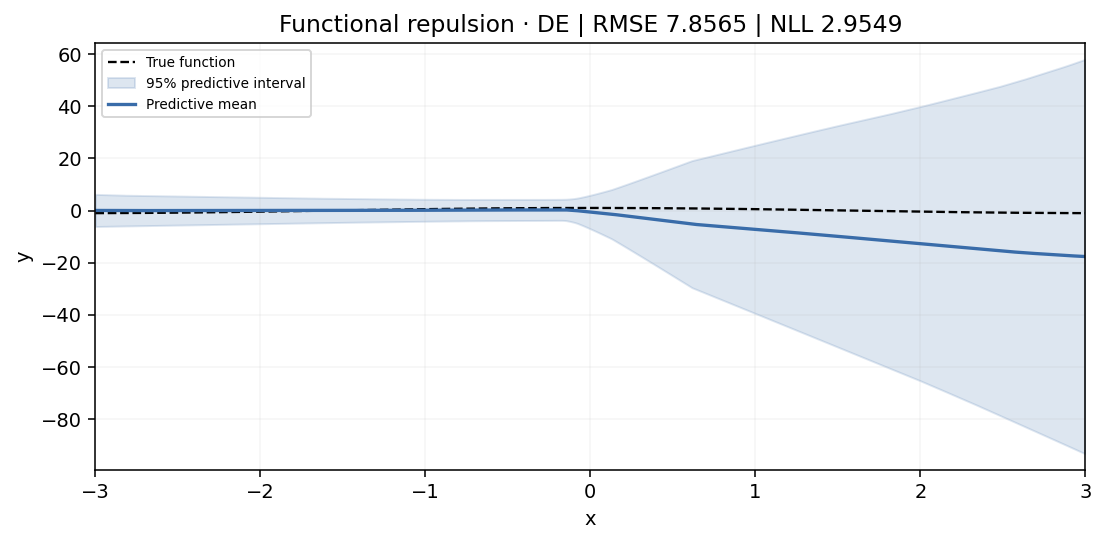 Functional repulsion · DE | RMSE 7.8565 | NLL 2.9549
True function
95% predictive interval
Predictive mean
60
40
20
0
−20
−40
−60
−80
y
−3
−2
−1
0
1
2
3
x